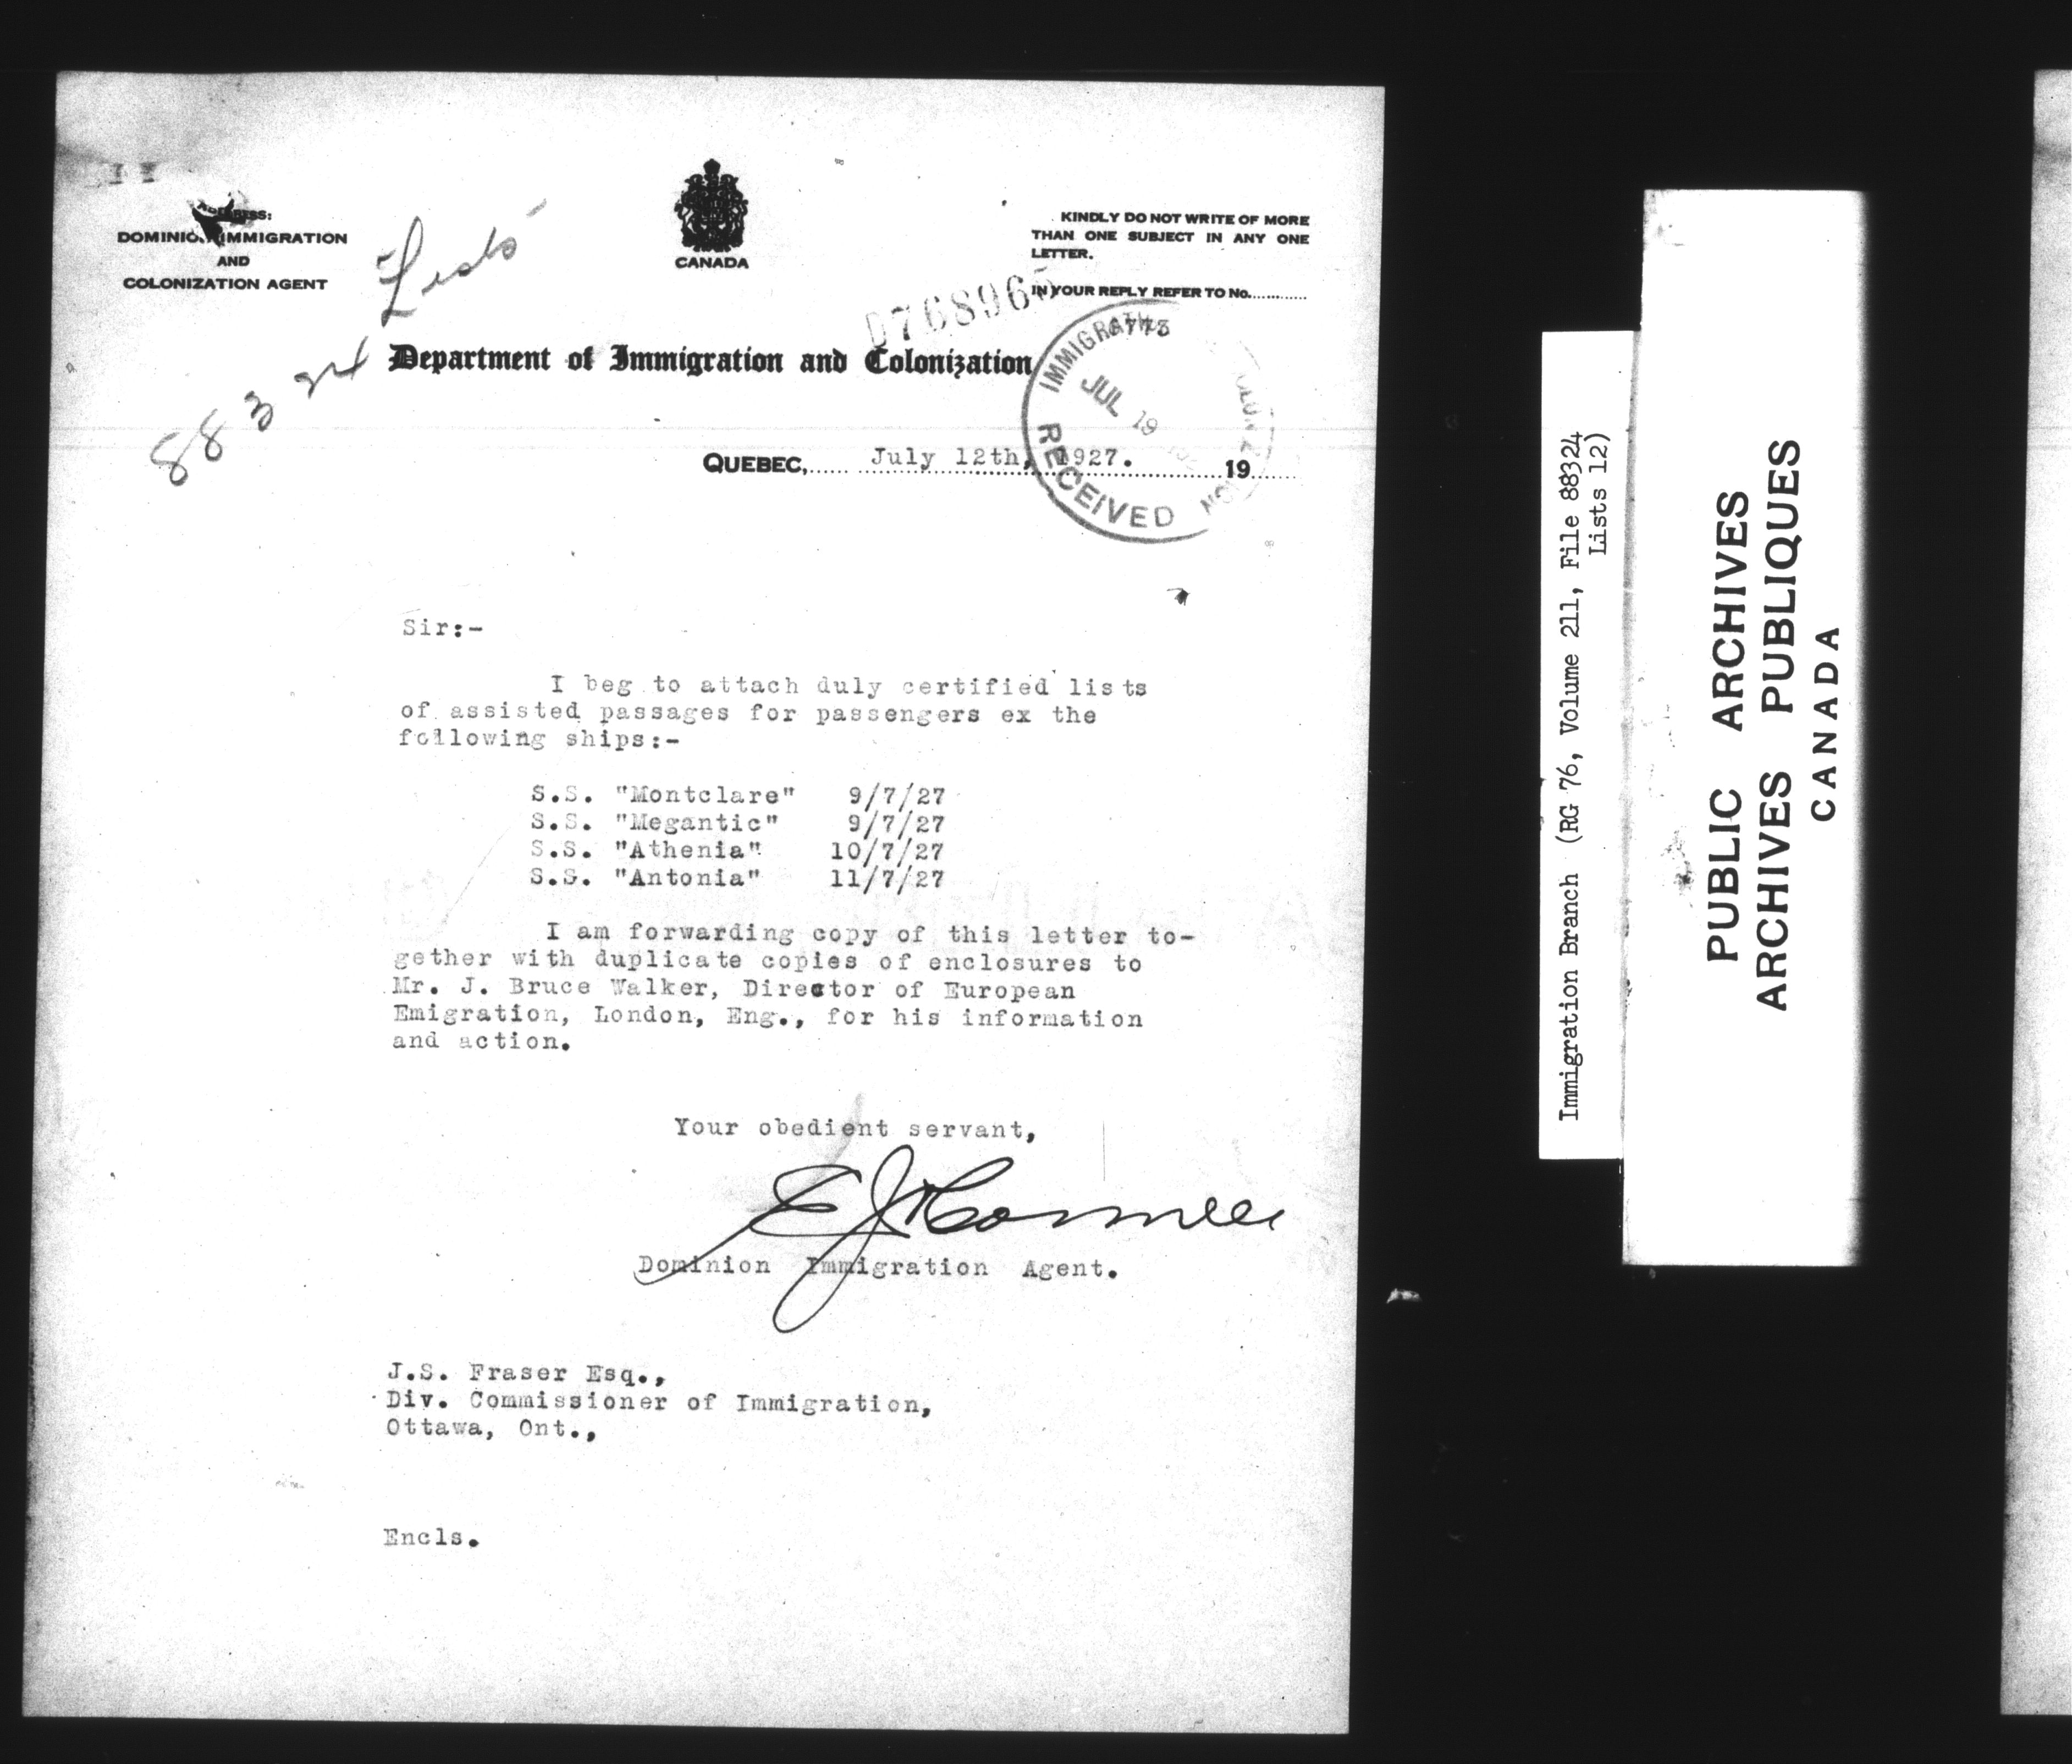 ADDRESS:
DOMINION IMMIGRATION
AND
COLONIZATION AGENT
883 24 Lists
CANADA
KINDLY DO NOT WRITE OF MORE
THAN ONE SUBJECT IN ANY ONE
LETTER.
IN YOUR REPLY REFER TO No.............
6773
D768965
Department of Immigration and Colonization
IMMIGRATION
JUL 19
RECEIVED
QUEBEC,...... July 12th, 1927. 19.......
Sir:-
I beg to attach duly certified lists
of assisted passages for passengers ex the
following ships:-
S.S. "Montclare" 9/7/27
S.S. "Megantic" 9/7/27
S.S. "Athenia" 10/7/27
S.S. "Antonia" 11/7/27
I am forwarding copy of this letter to-
gether with duplicate copies of enclosures to
Mr. J. Bruce Walker, Director of European
Emigration, London, Eng., for his information
and action.
Your obedient servant,
Dominion Immigration Agent.
J.S. Fraser Esq.,
Div. Commissioner of Immigration,
Ottawa, Ont.,
Encls.
Immigration Branch (RG 76, Volume 211, File 88324
Lists 12)
PUBLIC ARCHIVES
ARCHIVES PUBLIQUES
CANADA